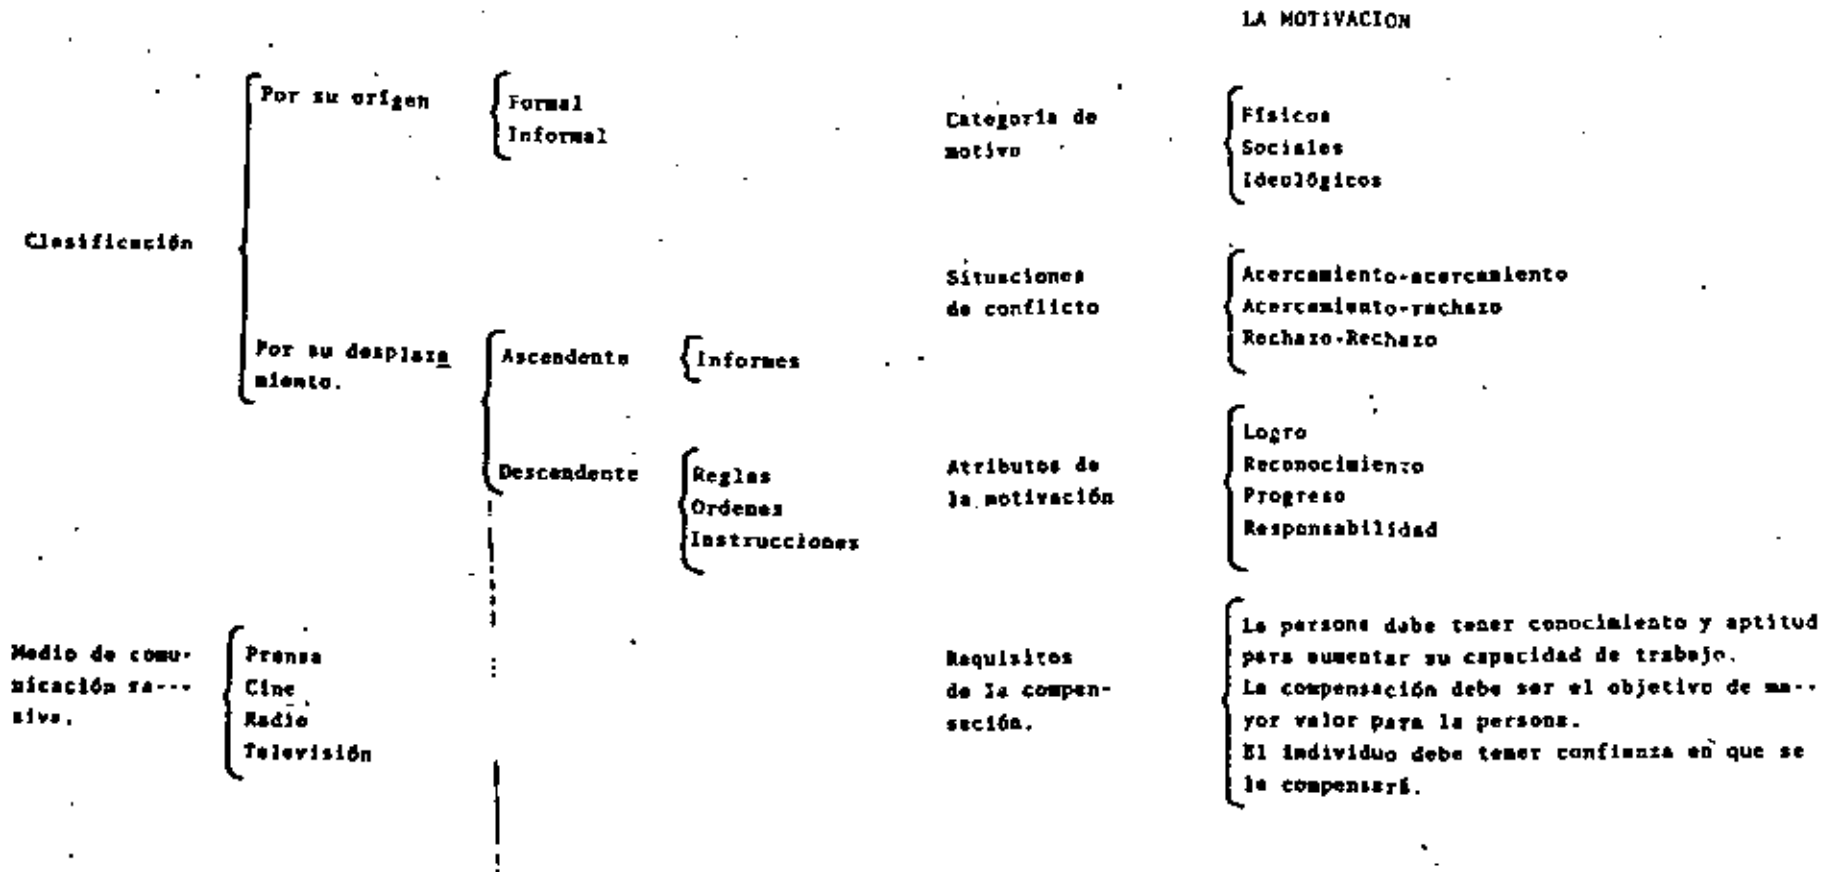 Por su orígen
Formal
Informal
Clasificación
Por su desplaza
miento.
Ascendente
Informes
Descendente
Reglas
Ordenes
Instrucciones
Medio de comu-
nicación ma---
siva.
Prensa
Cine
Radio
Televisión
LA MOTIVACION
Categoría de
motivo
Físicos
Sociales
Ideológicos
Situaciones
de conflicto
Acercamiento-acercamiento
Acercamiento-rechazo
Rechazo-Rechazo
Atributos de
la motivación
Logro
Reconocimiento
Progreso
Responsabilidad
Requisitos
de la compen-
sación.
La persona debe tener conocimiento y aptitud
para aumentar su capacidad de trabajo.
La compensación debe ser el objetivo de ma--
yor valor para la persona.
El individuo debe tener confianza en que se
le compensará.